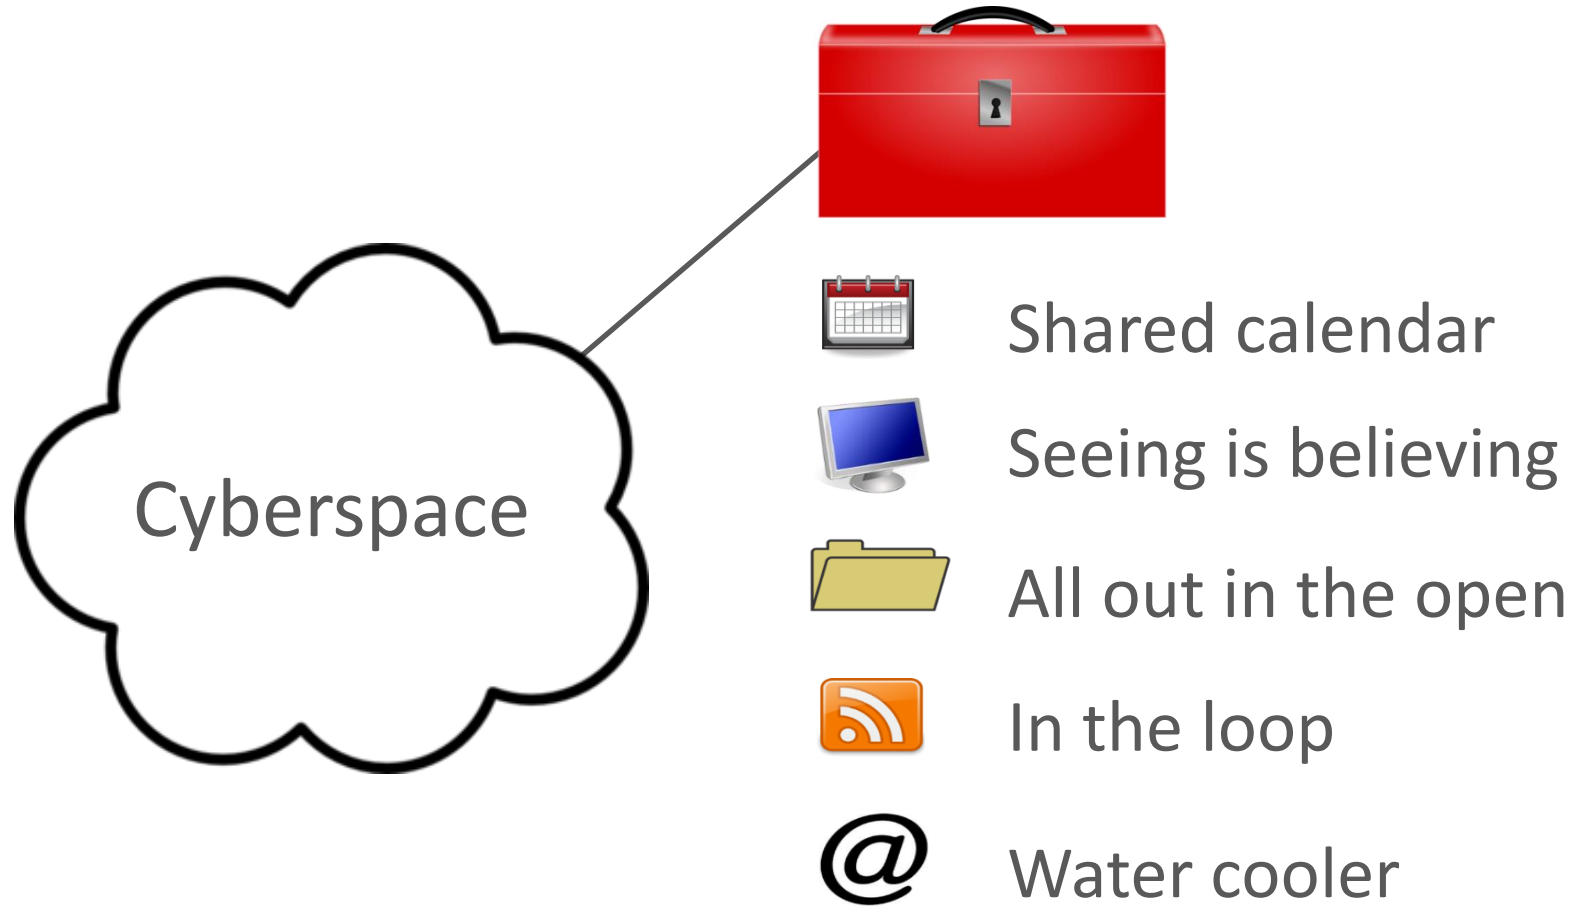 Cyberspace
Shared calendar
Seeing is believing
All out in the open
In the loop
@
Water cooler